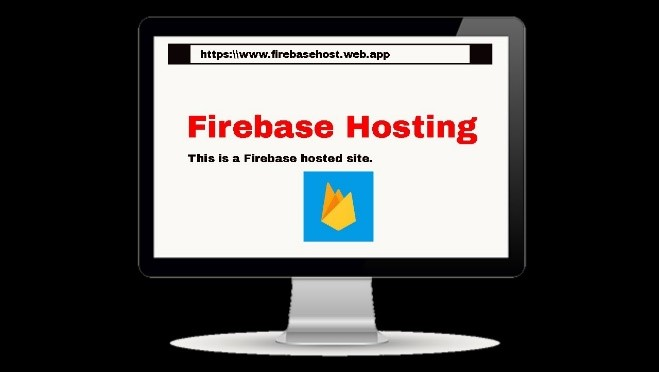 https:\\www.firebasehost.web.app
Firebase Hosting
This is a Firebase hosted site.